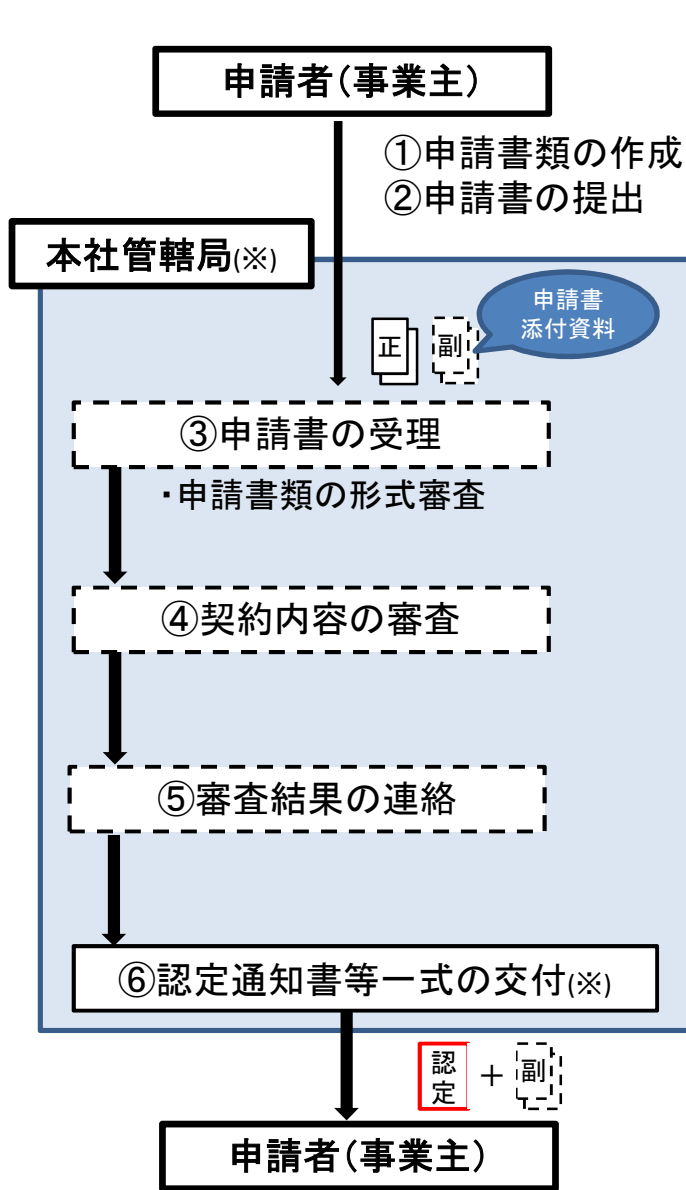 申請者（事業主）
①申請書類の作成
②申請書の提出
本社管轄局(※)
申請書
添付資料
正
副
③申請書の受理
・申請書類の形式審査
④契約内容の審査
⑤審査結果の連絡
⑥認定通知書等一式の交付(※)
認
定
＋
副
申請者（事業主）